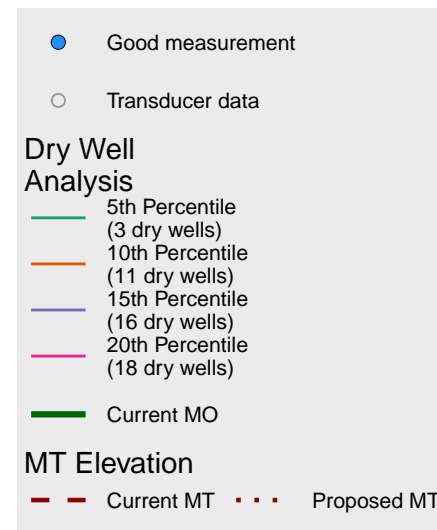 Good measurement
Transducer data
Dry Well
Analysis
5th Percentile
(3 dry wells)
10th Percentile
(11 dry wells)
15th Percentile
(16 dry wells)
20th Percentile
(18 dry wells)
Current MO
MT Elevation
Current MT Proposed MT